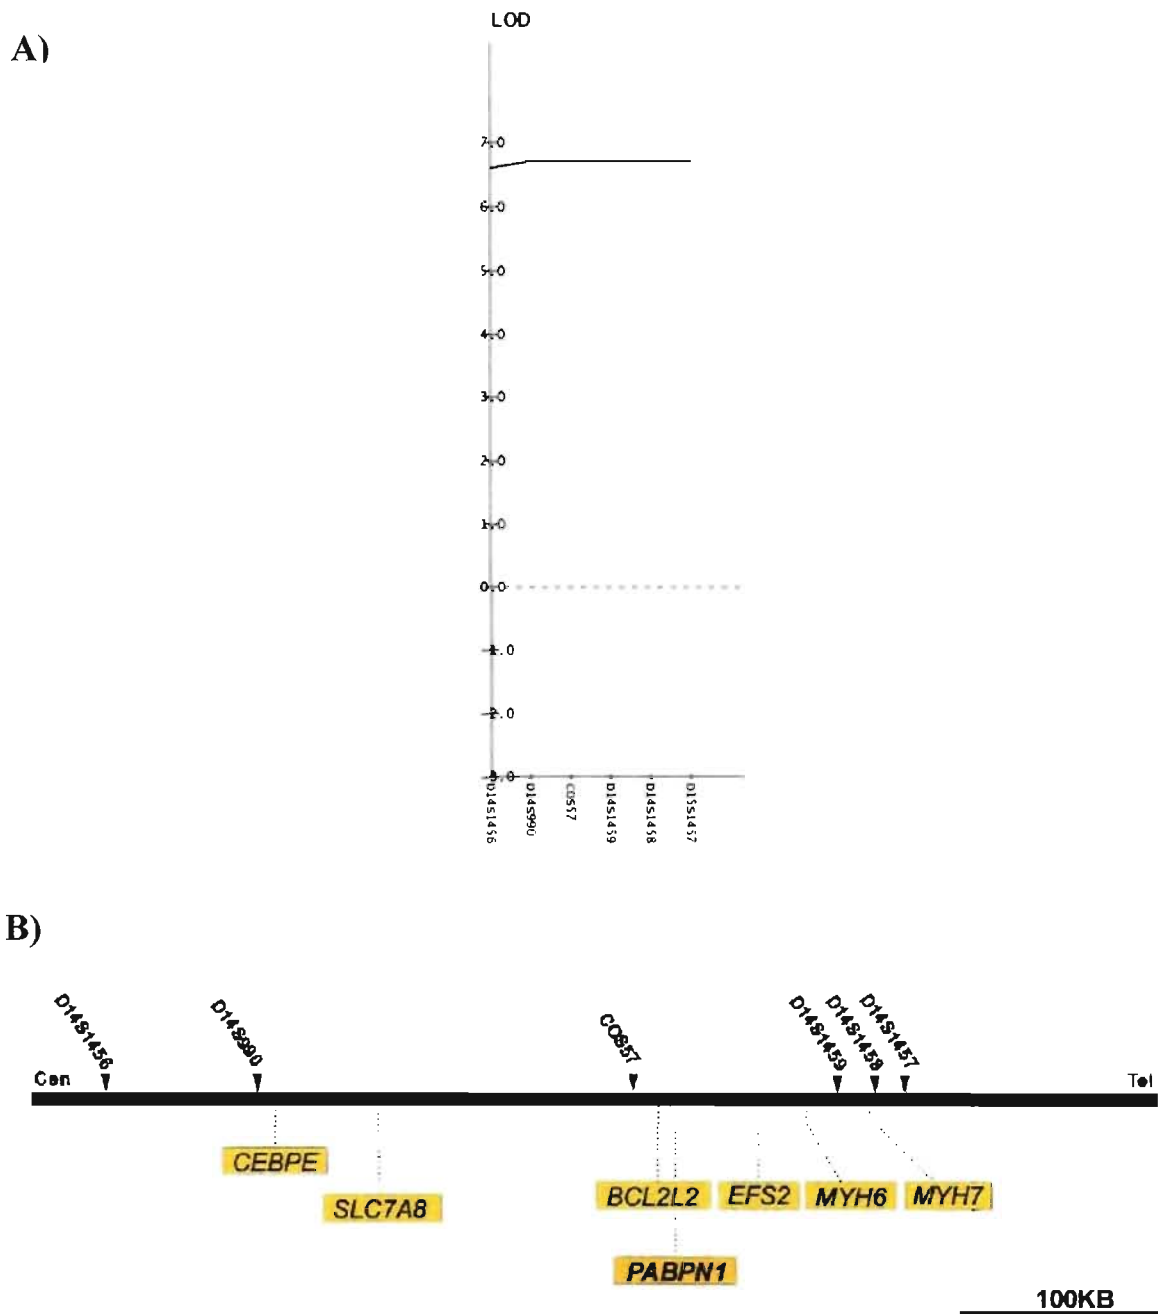 A)
LOD
7.0
6.0
5.0
4.0
3.0
2.0
1.0
0.0
-1.0
-2.0
-3.0
D14S1456
D14S990
COS57
D14S1459
D14S1458
D15S1457
B)
D14S1456
D14S990
COS57
D14S1459
D14S1458
D14S1457
Cen
Tel
CEBPE
SLC7A8
BCL2L2
EFS2
MYH6
MYH7
PABPN1
100KB